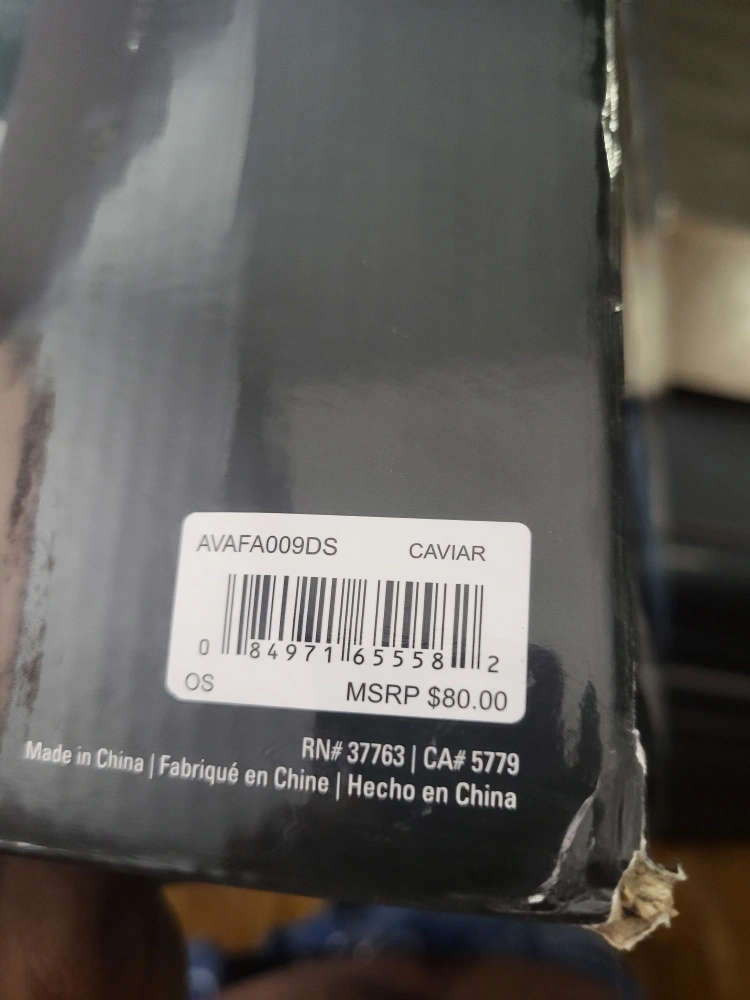 AVAFA009DS CAVIAR
0 84971 65558 2
OS MSRP $80.00
RN# 37763 | CA# 5779
Made in China | Fabriqué en Chine | Hecho en China